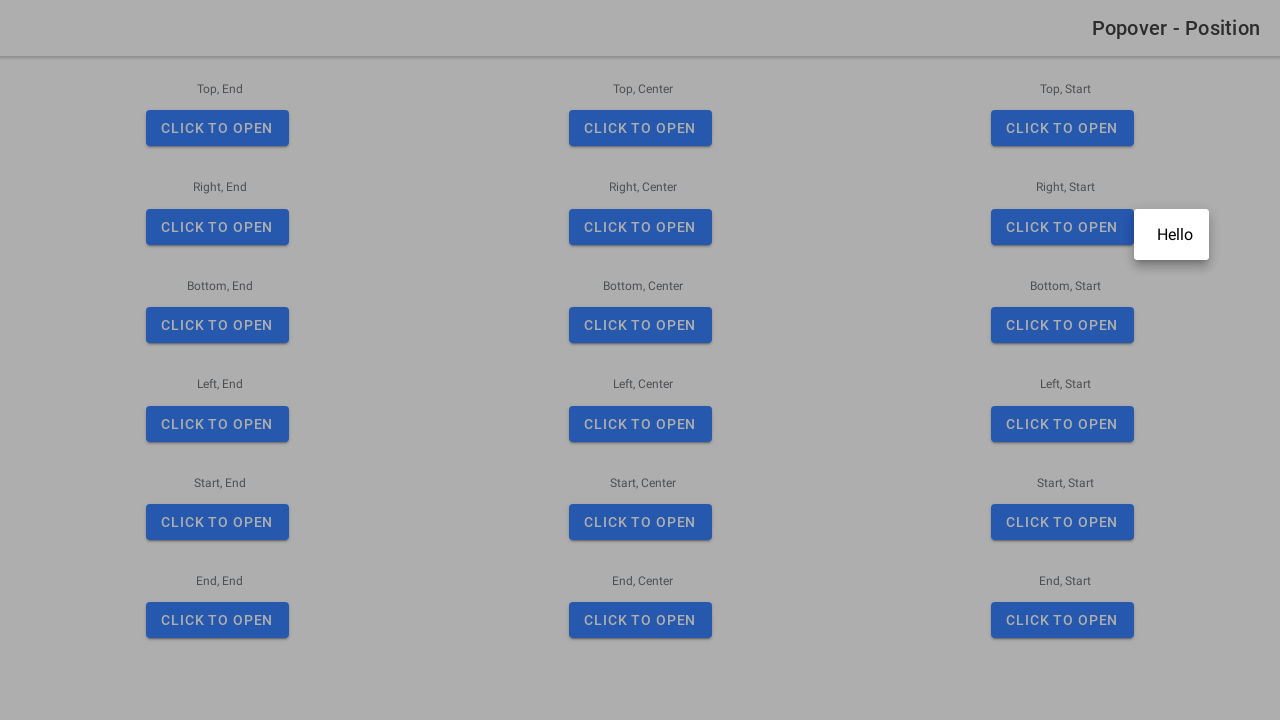 Popover - Position
Top, End
Top, Center
Top, Start
CLICK TO OPEN
CLICK TO OPEN
CLICK TO OPEN
Right, End
Right, Center
Right, Start
CLICK TO OPEN
CLICK TO OPEN
CLICK TO OPEN
Hello
Bottom, End
Bottom, Center
Bottom, Start
CLICK TO OPEN
CLICK TO OPEN
CLICK TO OPEN
Left, End
Left, Center
Left, Start
CLICK TO OPEN
CLICK TO OPEN
CLICK TO OPEN
Start, End
Start, Center
Start, Start
CLICK TO OPEN
CLICK TO OPEN
CLICK TO OPEN
End, End
End, Center
End, Start
CLICK TO OPEN
CLICK TO OPEN
CLICK TO OPEN